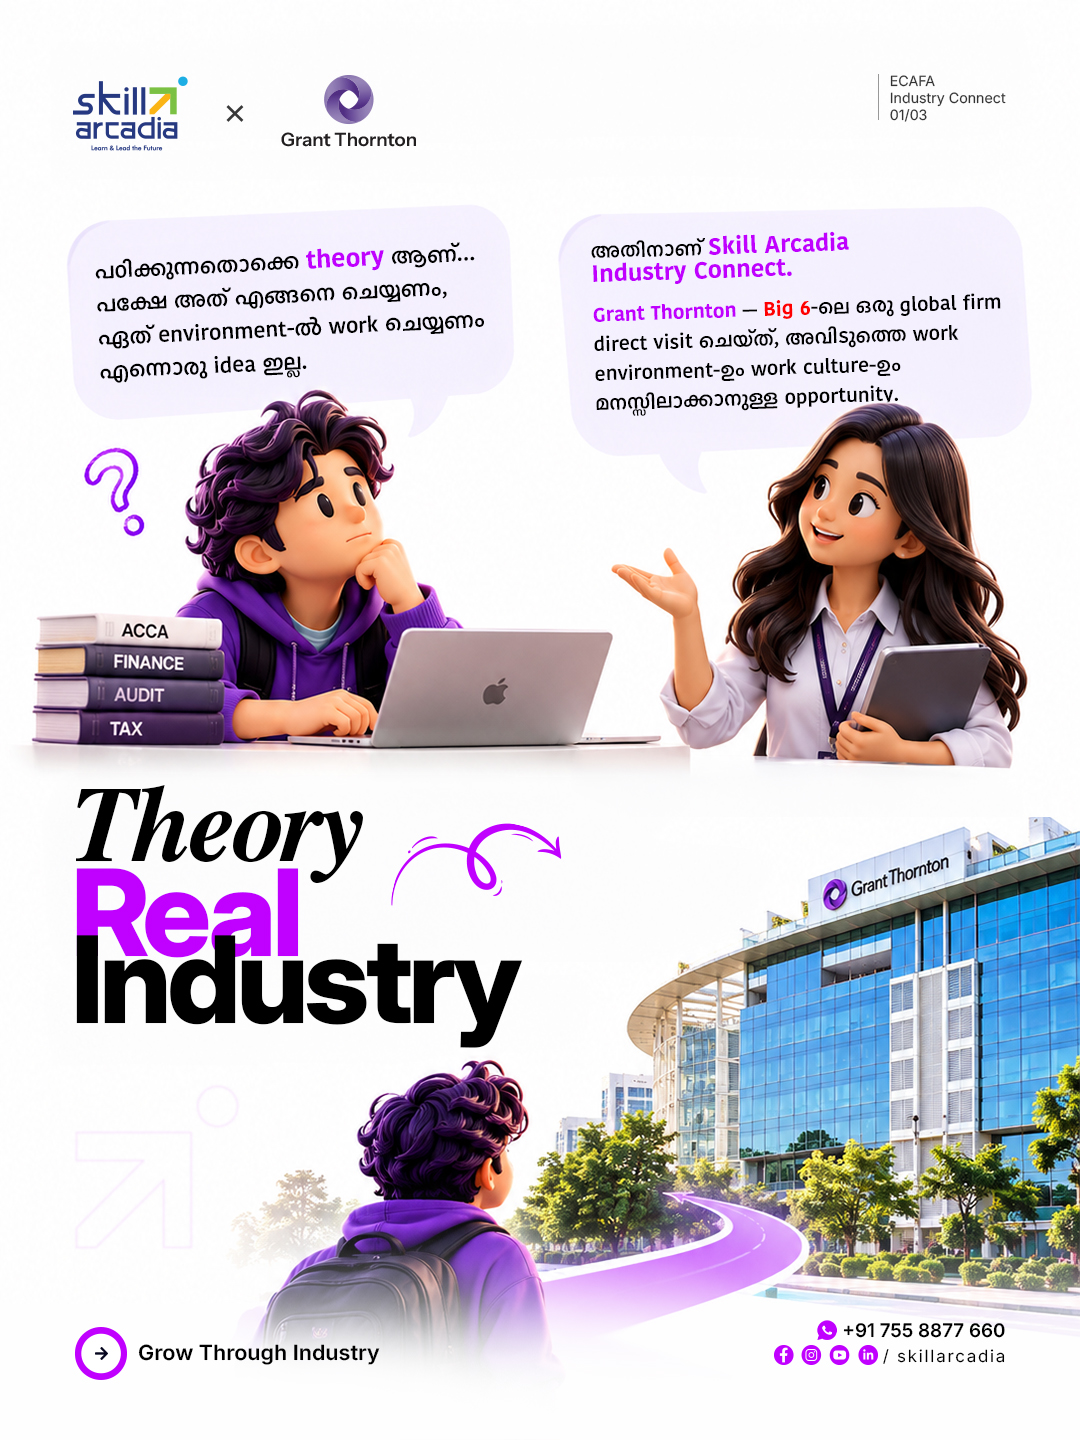 skill
arcadia
Learn & Lead the Future
×
Grant Thornton
ECAFA
Industry Connect
01/03
പഠിക്കുന്നതൊക്കെ theory ആണ്...
പക്ഷേ അത് എങ്ങനെ ചെയ്യണം,
ഏത് environment-ൽ work ചെയ്യണം
എന്നൊരു idea ഇല്ല.
അതിനാണ് Skill Arcadia
Industry Connect.
Grant Thornton – Big 6-ലെ ഒരു global firm
direct visit ചെയ്ത്, അവിടുത്തെ work
environment-ഉം work culture-ഉം
മനസ്സിലാക്കാനുള്ള opportunity.
ACCA
FINANCE
AUDIT
TAX
Theory
Real
Industry
Grant Thornton
Grow Through Industry
+91 755 8877 660
/ skillarcadia